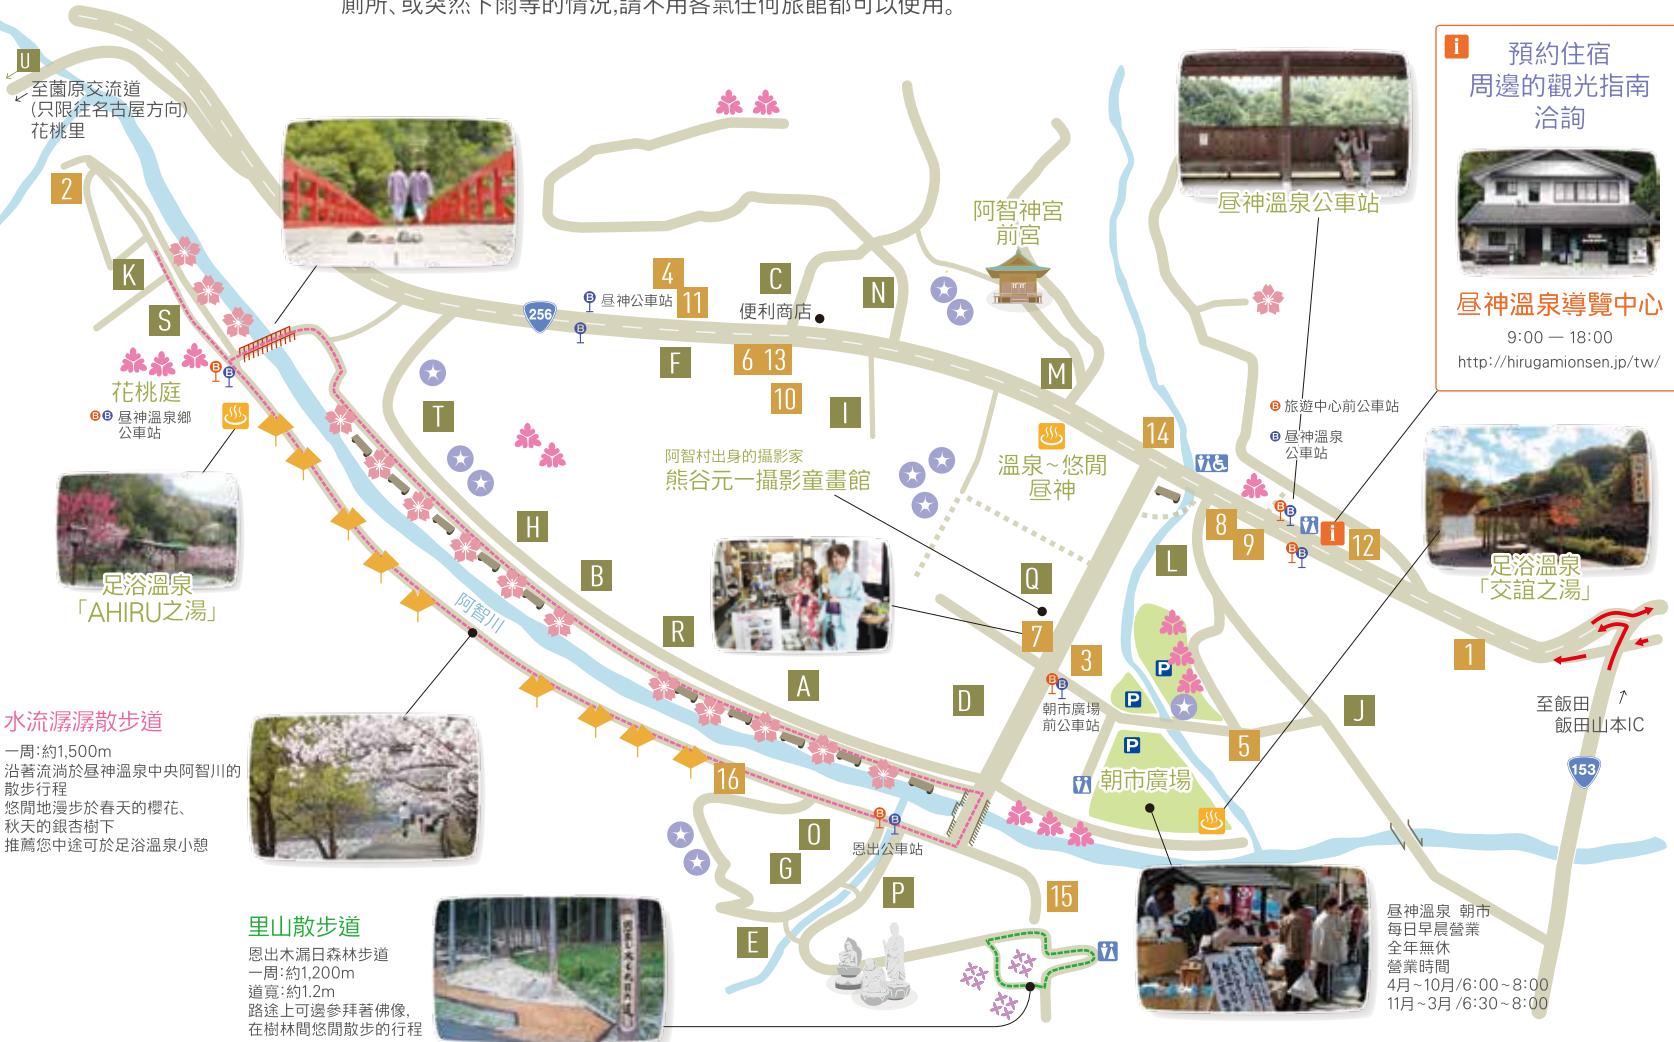 廁所、或突然下雨等的情況,請不用客氣任何旅館都可以使用。
U
至薗原交流道
(只限往名古屋方向)
花桃里
2
K
S
花桃庭
B B 昼神溫泉鄉
公車站
足浴溫泉
「AHIRU之湯」
256
B 昼神公車站
4
11
C
便利商店
N
F
6 13
10
I
T
H
B
R
A
D
阿智川
阿智神宮
前宮
M
14
溫泉~悠閒
昼神
阿智村出身的攝影家
熊谷元一攝影童畫館
Q
7
3
朝市廣場
前公車站
L
8
9
12
i
昼神溫泉公車站
B 旅遊中心前公車站
B 昼神溫泉
公車站
i
預約住宿
周邊的觀光指南
洽詢
昼神溫泉導覽中心
9:00 — 18:00
http://hirugamionsen.jp/tw/
足浴溫泉
「交誼之湯」
1
至飯田
飯田山本IC
153
J
5
P
P
P
朝市廣場
16
O
G
E
P
恩出公車站
15
水流潺潺散步道
一周:約1,500m
沿著流淌於昼神溫泉中央阿智川的
散步行程
悠閒地漫步於春天的櫻花、
秋天的銀杏樹下
推薦您中途可於足浴溫泉小憩
里山散步道
恩出木漏日森林步道
一周:約1,200m
道寬:約1.2m
路途上可邊參拜著佛像,
在樹林間悠閒散步的行程
昼神溫泉 朝市
每日早晨營業
全年無休
營業時間
4月~10月/6:00~8:00
11月~3月/6:30~8:00